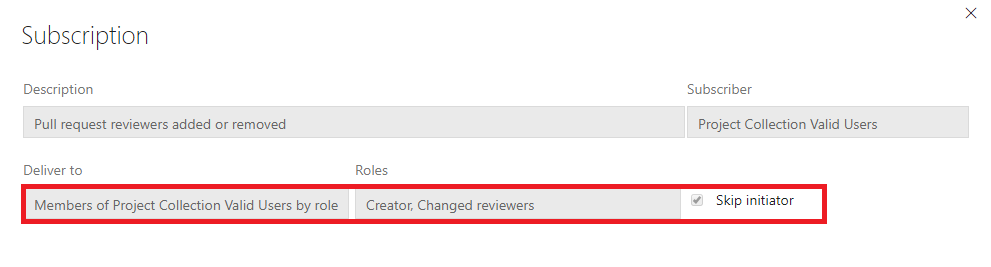 Subscription
Description
Subscriber
Pull request reviewers added or removed
Project Collection Valid Users
Deliver to
Roles
Members of Project Collection Valid Users by role
Creator, Changed reviewers
Skip initiator